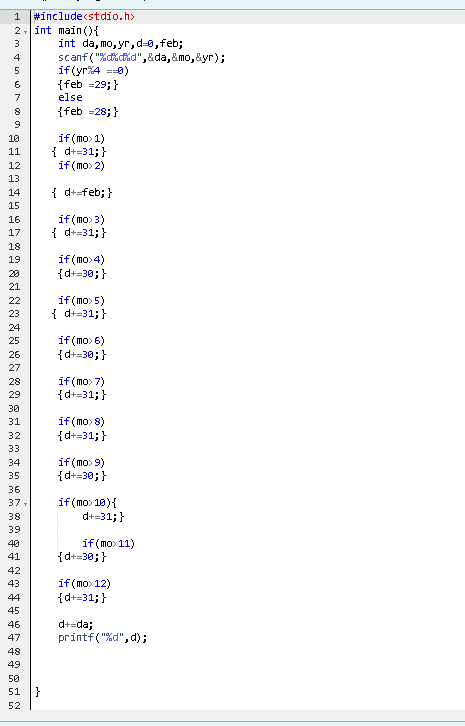 1 #include<stdio.h>
2 int main(){
3 int da,mo,yr,d=0,feb;
4 scanf("%d%d%d",&da,&mo,&yr);
5 if(yr%4 ==0)
6 {feb =29;}
7 else
8 {feb =28;}
9
10 if(mo>1)
11 { d+=31;}
12 if(mo>2)
13
14 { d+=feb;}
15
16 if(mo>3)
17 { d+=31;}
18
19 if(mo>4)
20 {d+=30;}
21
22 if(mo>5)
23 { d+=31;}
24
25 if(mo>6)
26 {d+=30;}
27
28 if(mo>7)
29 {d+=31;}
30
31 if(mo>8)
32 {d+=31;}
33
34 if(mo>9)
35 {d+=30;}
36
37 if(mo>10){
38 d+=31;}
39
40 if(mo>11)
41 {d+=30;}
42
43 if(mo>12)
44 {d+=31;}
45
46 d+=da;
47 printf("%d",d);
48
49
50
51 }
52